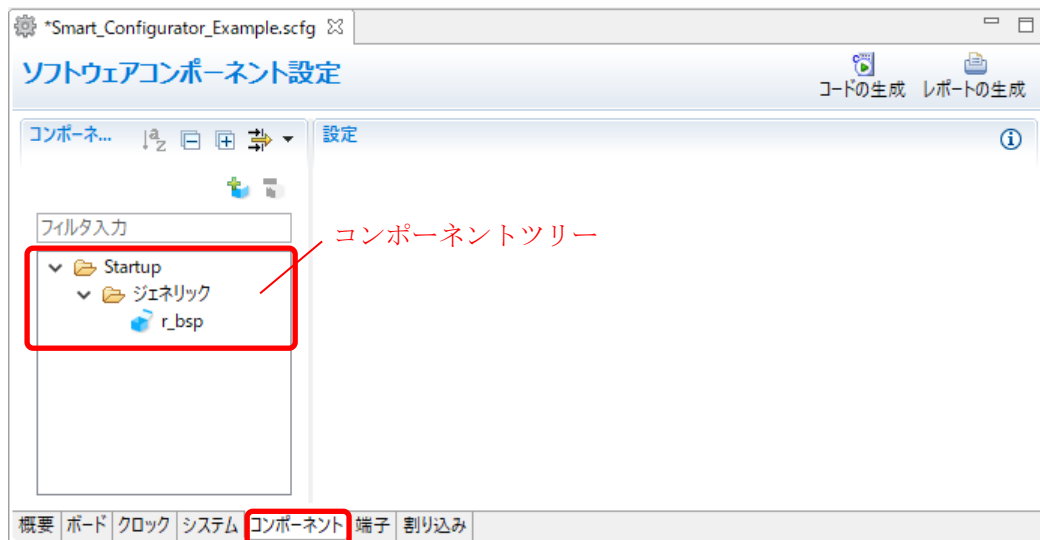 *Smart_Configurator_Example.scfg
ソフトウェアコンポーネント設定
コードの生成 レポートの生成
コンポーネ... 設定
フィルタ入力
コンポーネントツリー
Startup
ジェネリック
r_bsp
概要 ボード クロック システム コンポーネント 端子 割り込み